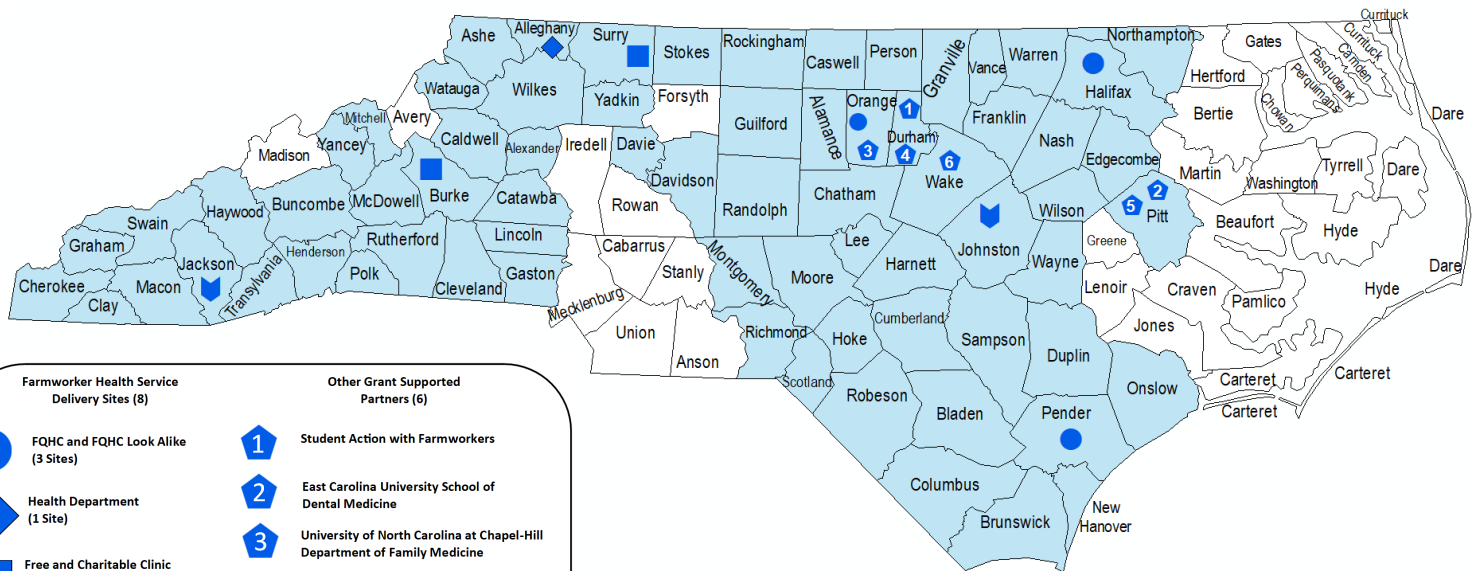 Currituck
Ashe
Alleghany
Surry
Stokes
Rockingham
Caswell
Person
Granville
Vance
Warren
Northampton
Gates
Currituck
Camden
Pasquotank
Perquimans
Chowan
Hertford
Halifax
Bertie
Dare
Watauga
Wilkes
Yadkin
Forsyth
Guilford
Alamance
Orange
1
Durham
Franklin
Nash
Edgecombe
Mitchell
Avery
Yancey
Caldwell
Alexander
Iredell
Davie
3
4
6
Wake
Madison
Martin
Washington
Tyrrell
Dare
Davidson
Buncombe
McDowell
Burke
Catawba
Rowan
Randolph
Chatham
Wilson
2
5
Pitt
Beaufort
Hyde
Swain
Haywood
Graham
Rutherford
Lincoln
Henderson
Cabarrus
Stanly
Montgomery
Moore
Lee
Harnett
Johnston
Wayne
Greene
Jackson
Transylvania
Polk
Cleveland
Gaston
Cherokee
Clay
Macon
Mecklenburg
Union
Anson
Richmond
Hoke
Cumberland
Sampson
Duplin
Lenoir
Craven
Pamlico
Jones
Hyde
Dare
Scotland
Robeson
Bladen
Pender
Onslow
Carteret
Carteret
Carteret
Columbus
Brunswick
New
Hanover
Farmworker Health Service
Delivery Sites (8)
FQHC and FQHC Look Alike
(3 Sites)
Health Department
(1 Site)
Free and Charitable Clinic
Other Grant Supported
Partners (6)
1
Student Action with Farmworkers
2
East Carolina University School of
Dental Medicine
3
University of North Carolina at Chapel-Hill
Department of Family Medicine